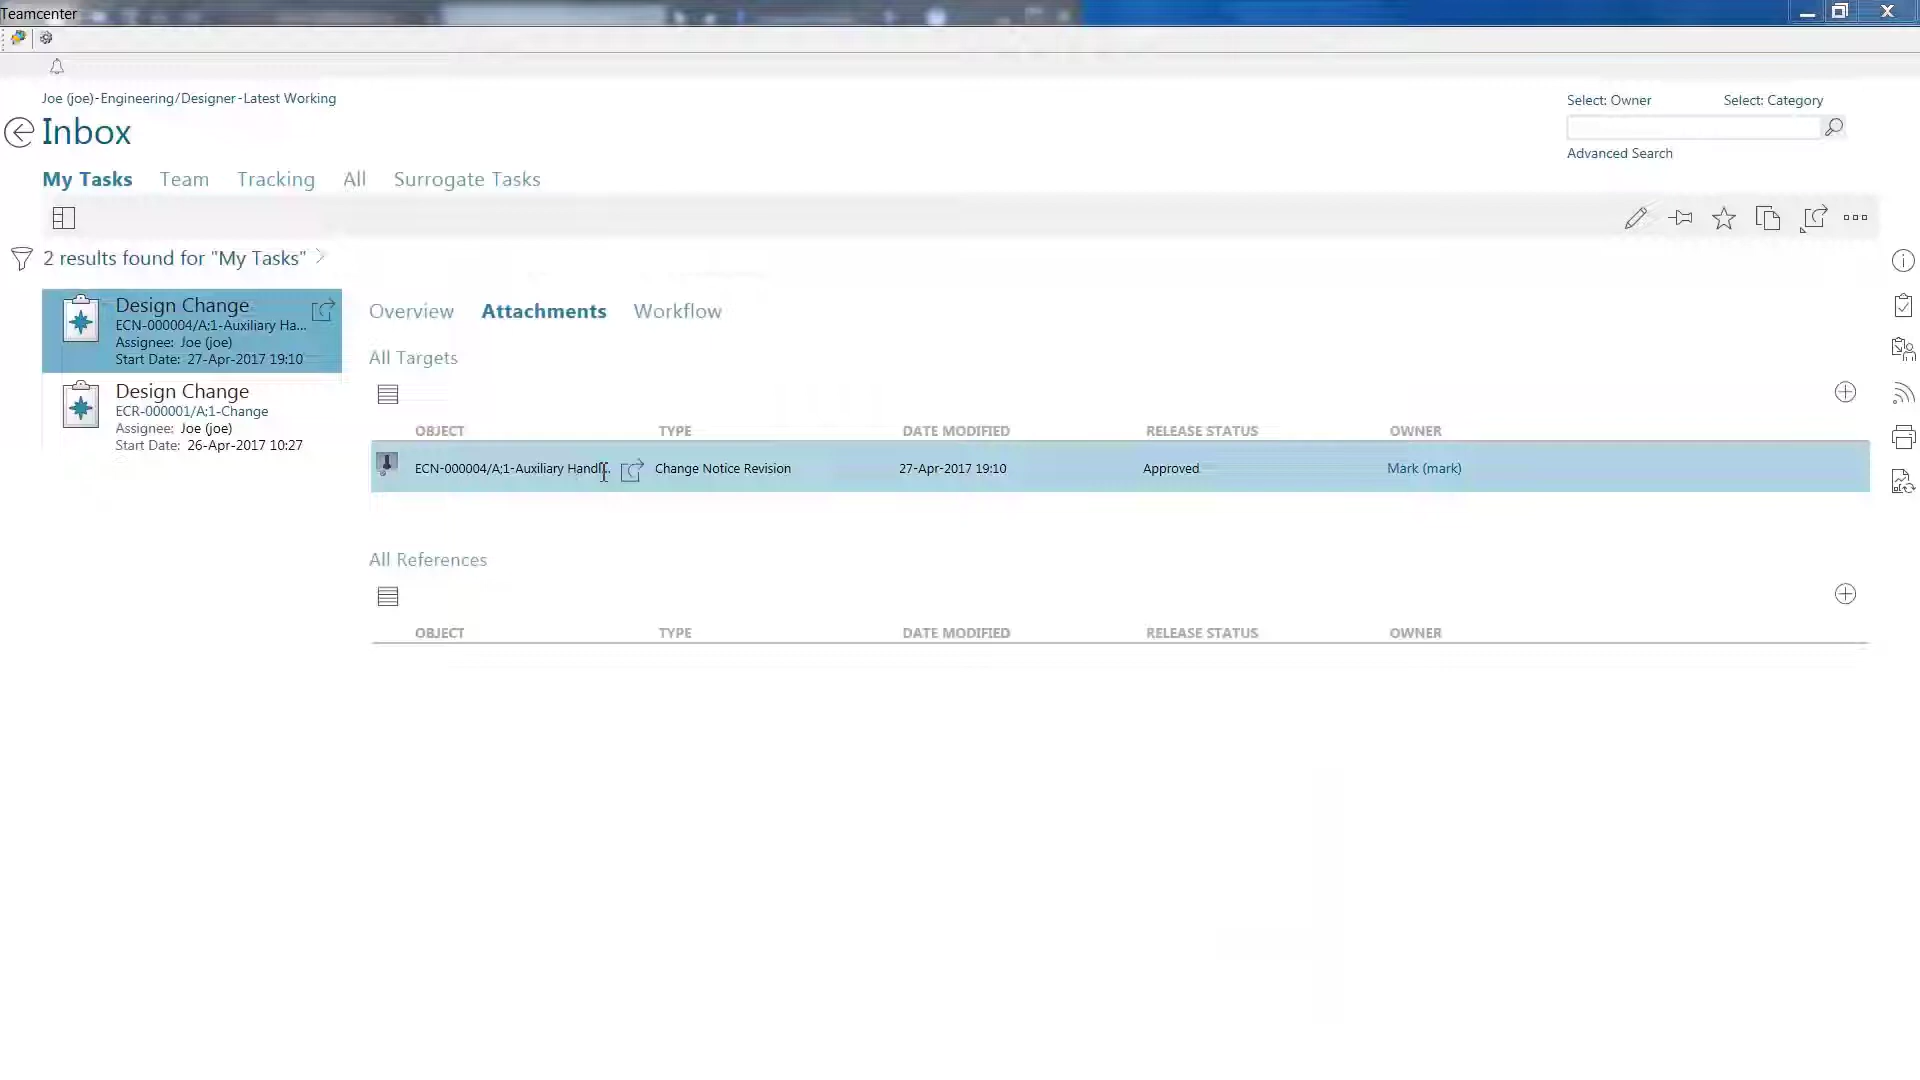 Teamcenter
Joe (joe)-Engineering/Designer-Latest Working
Select: Owner Select: Category
Inbox
Advanced Search
My Tasks Team Tracking All Surrogate Tasks
2 results found for "My Tasks"
Design Change
ECN-000004/A;1-Auxiliary Ha...
Assignee: Joe (joe)
Start Date: 27-Apr-2017 19:10
Design Change
ECR-000001/A;1-Change
Assignee: Joe (joe)
Start Date: 26-Apr-2017 10:27
Overview Attachments Workflow
All Targets
OBJECT TYPE DATE MODIFIED RELEASE STATUS OWNER
ECN-000004/A;1-Auxiliary Handl... Change Notice Revision 27-Apr-2017 19:10 Approved Mark (mark)
All References
OBJECT TYPE DATE MODIFIED RELEASE STATUS OWNER